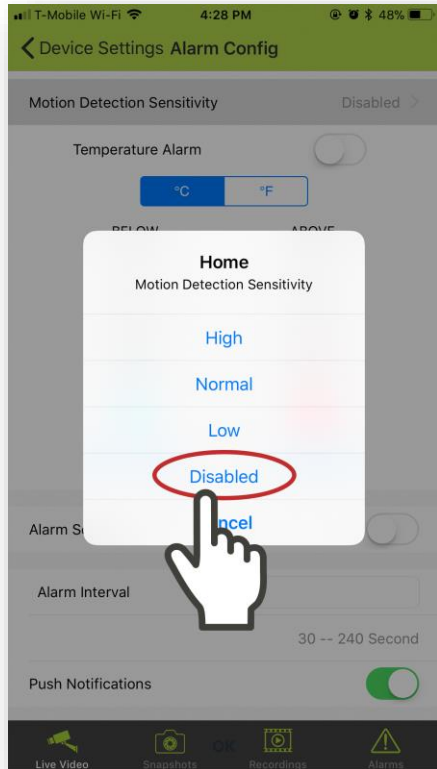 T-Mobile Wi-Fi 4:28 PM 48%
Device Settings Alarm Config
Motion Detection Sensitivity Disabled
Temperature Alarm
°C °F
BELOW ABOVE
Home
Motion Detection Sensitivity
High
Normal
Low
Disabled
ncel
Alarm S
Alarm Interval
30 -- 240 Second
Push Notifications
OK
Live Video Snapshots Recordings Alarms